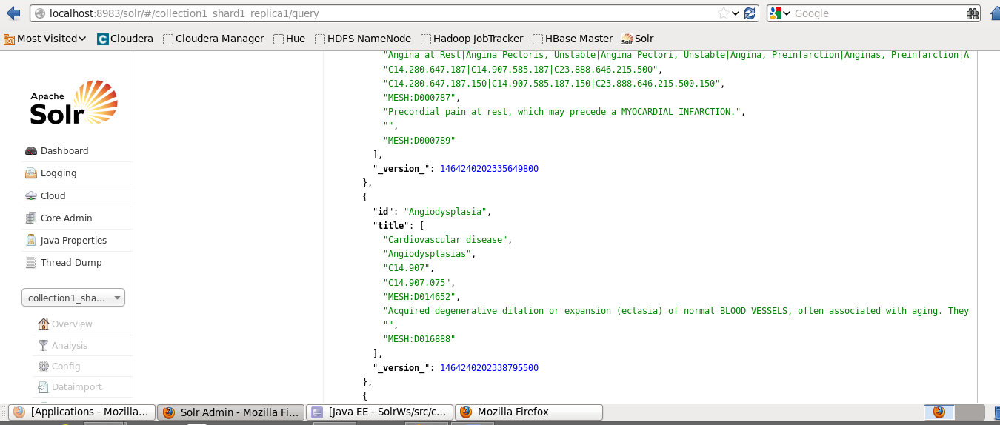 localhost:8983/solr/#/collection1_shard1_replica1/query
Google
Most Visited Cloudera Cloudera Manager Hue HDFS NameNode Hadoop JobTracker HBase Master Solr
Apache
Solr
Dashboard
Logging
Cloud
Core Admin
Java Properties
Thread Dump
collection1_sha...
Overview
Analysis
Config
Dataimport
"Angina at Rest|Angina Pectoris, Unstable|Angina Pectori, Unstable|Angina, Preinfarction|Anginas, Preinfarction|A
"C14.280.647.187|C14.907.585.187|C23.888.646.215.500",
"C14.280.647.187.150|C14.907.585.187.150|C23.888.646.215.500.150",
"MESH:D000787",
"Precordial pain at rest, which may precede a MYOCARDIAL INFARCTION.",
"",
"MESH:D000789"
],
"_version_": 1464240202335649800
},
{
"id": "Angiodysplasia",
"title": [
"Cardiovascular disease",
"Angiodysplasias",
"C14.907",
"C14.907.075",
"MESH:D014652",
"Acquired degenerative dilation or expansion (ectasia) of normal BLOOD VESSELS, often associated with aging. They
"",
"MESH:D016888"
],
"_version_": 1464240202338795500
},
{
[Applications - Mozilla... Solr Admin - Mozilla Fi... [Java EE - SolrWs/src/c... Mozilla Firefox